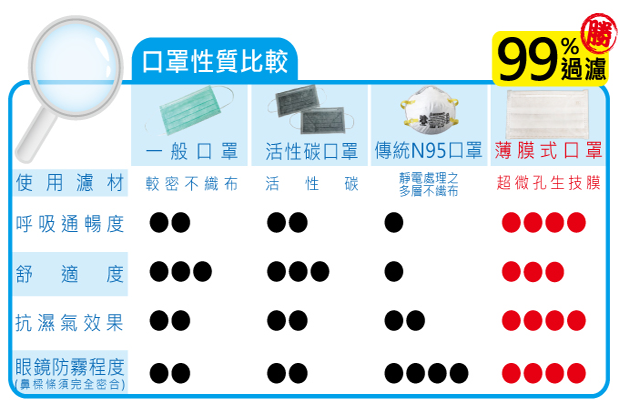 口罩性質比較
勝
99%過濾
一般口罩 活性碳口罩 傳統N95口罩 薄膜式口罩
使用濾材 較密不織布 活性碳 靜電處理之多層不織布 超微孔生技膜
呼吸通暢度
舒適度
抗濕氣效果
眼鏡防霧程度
(鼻樑條須完全密合)